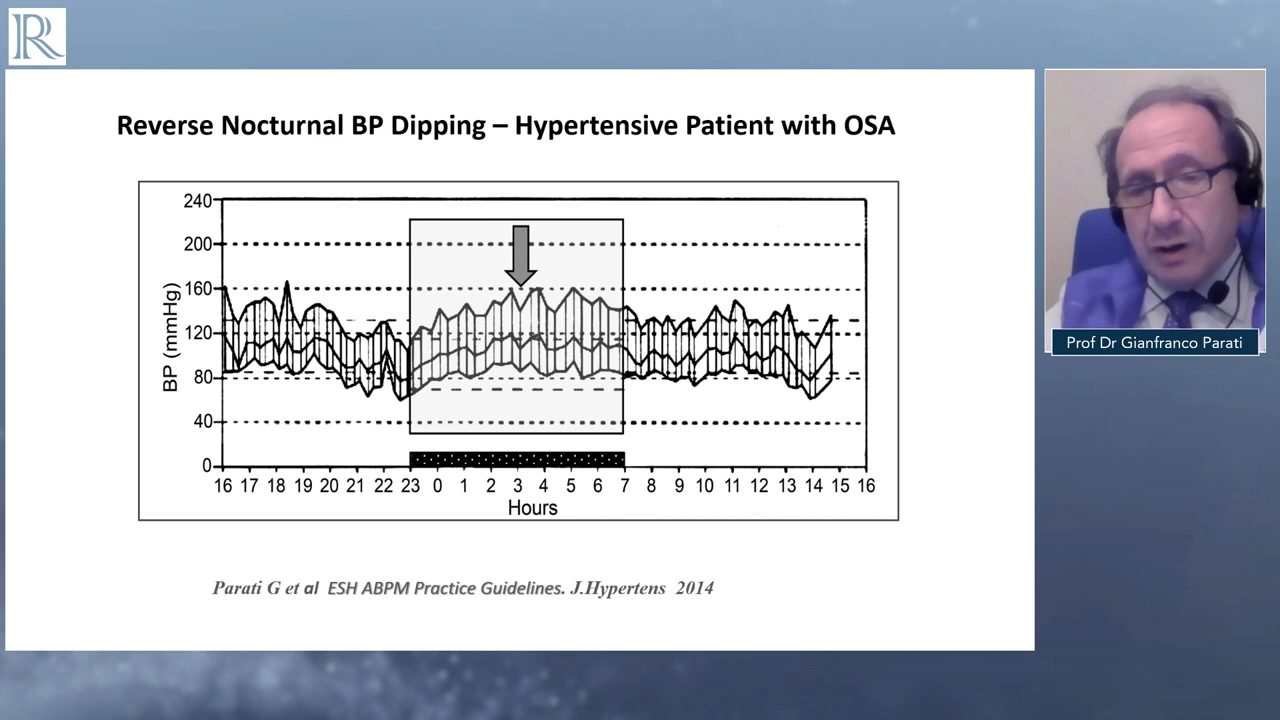 R
Reverse Nocturnal BP Dipping – Hypertensive Patient with OSA
BP (mmHg)
240
200
160
120
80
40
0
16 17 18 19 20 21 22 23 0 1 2 3 4 5 6 7 8 9 10 11 12 13 14 15 16
Hours
Parati G et al ESH ABPM Practice Guidelines. J.Hypertens 2014
Prof Dr Gianfranco Parati